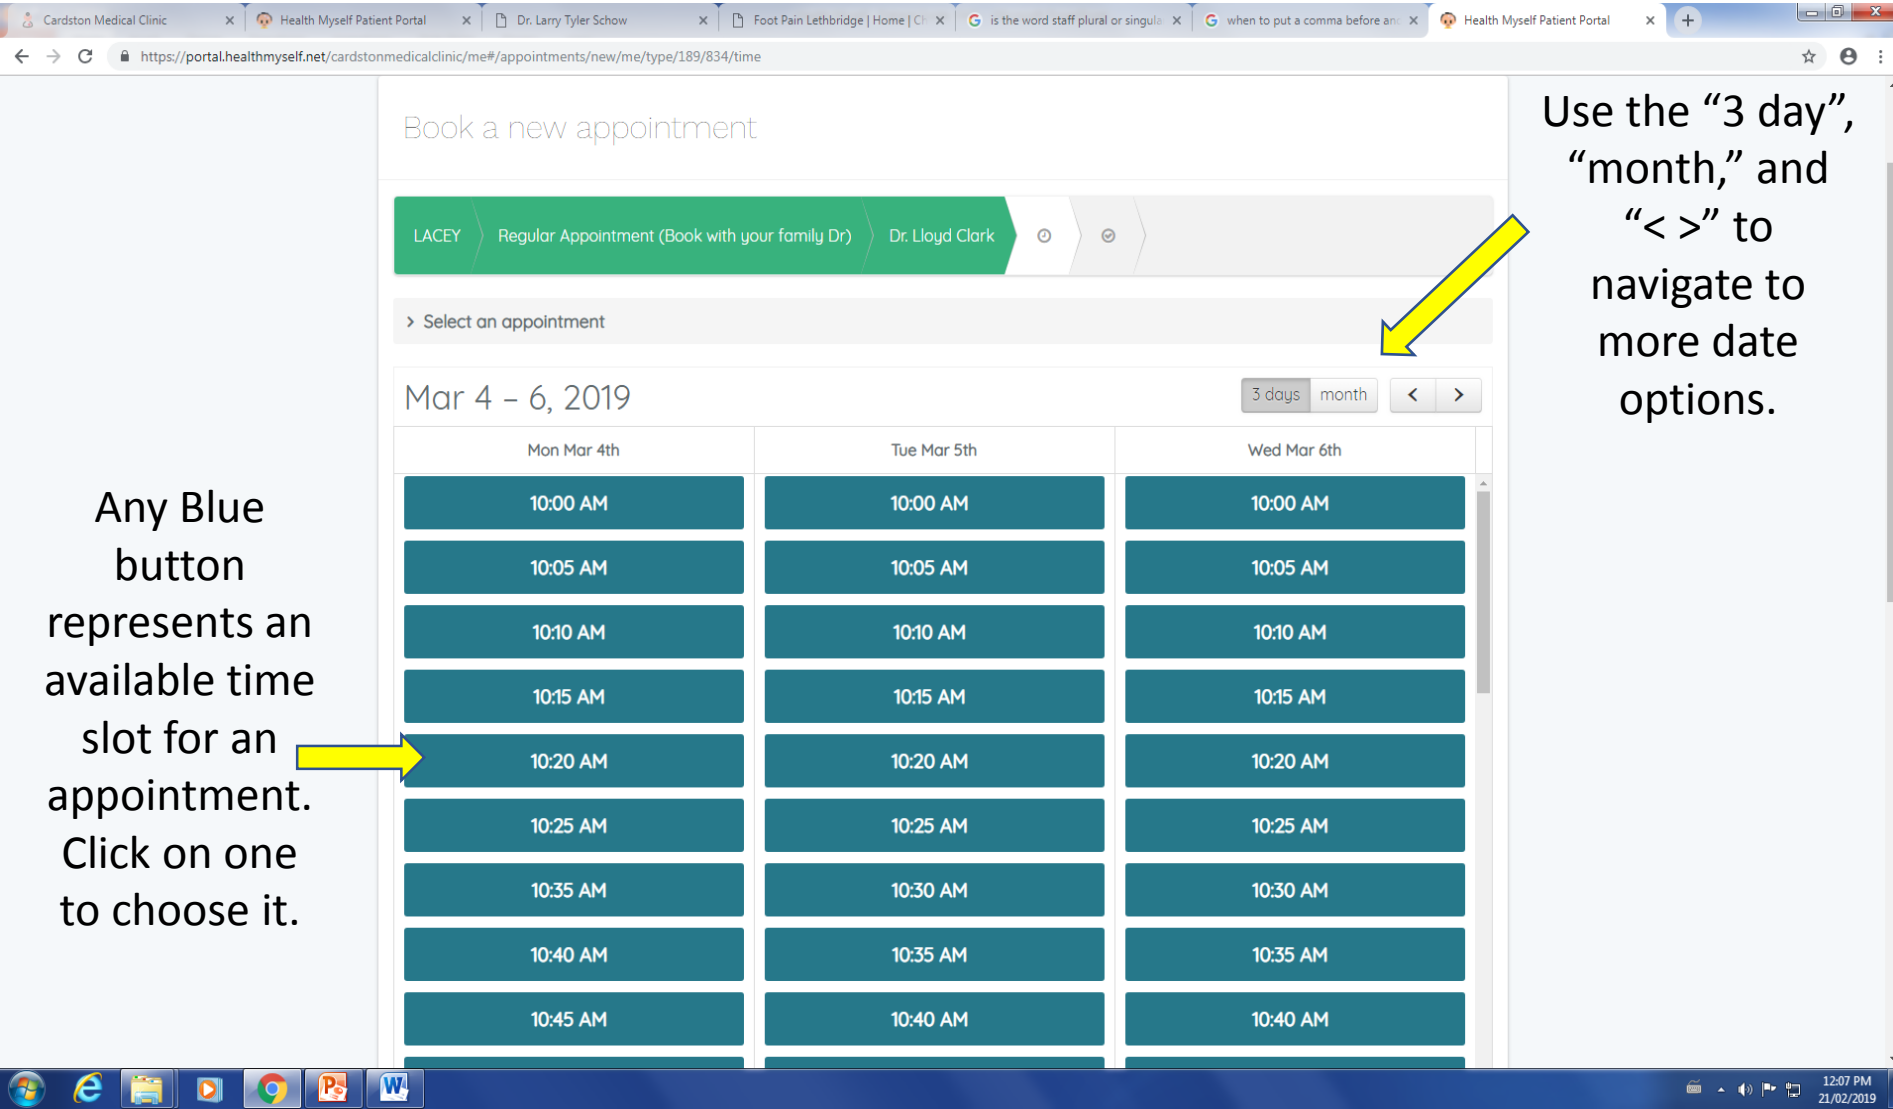 Cardston Medical Clinic
Health Myself Patient Portal
Dr. Larry Tyler Schow
Foot Pain Lethbridge | Home | Ch
is the word staff plural or singula
when to put a comma before and
Health Myself Patient Portal
https://portal.healthmyself.net/cardstonmedicalclinic/me#/appointments/new/me/type/189/834/time
Book a new appointment
LACEY
Regular Appointment (Book with your family Dr)
Dr. Lloyd Clark
> Select an appointment
Mar 4 – 6, 2019
3 days month < >
Mon Mar 4th Tue Mar 5th Wed Mar 6th
10:00 AM 10:00 AM 10:00 AM
10:05 AM 10:05 AM 10:05 AM
10:10 AM 10:10 AM 10:10 AM
10:15 AM 10:15 AM 10:15 AM
10:20 AM 10:20 AM 10:20 AM
10:25 AM 10:25 AM 10:25 AM
10:35 AM 10:30 AM 10:30 AM
10:40 AM 10:35 AM 10:35 AM
10:45 AM 10:40 AM 10:40 AM
Any Blue
button
represents an
available time
slot for an
appointment.
Click on one
to choose it.
Use the “3 day”,
“month,” and
“< >” to
navigate to
more date
options.
12:07 PM
21/02/2019